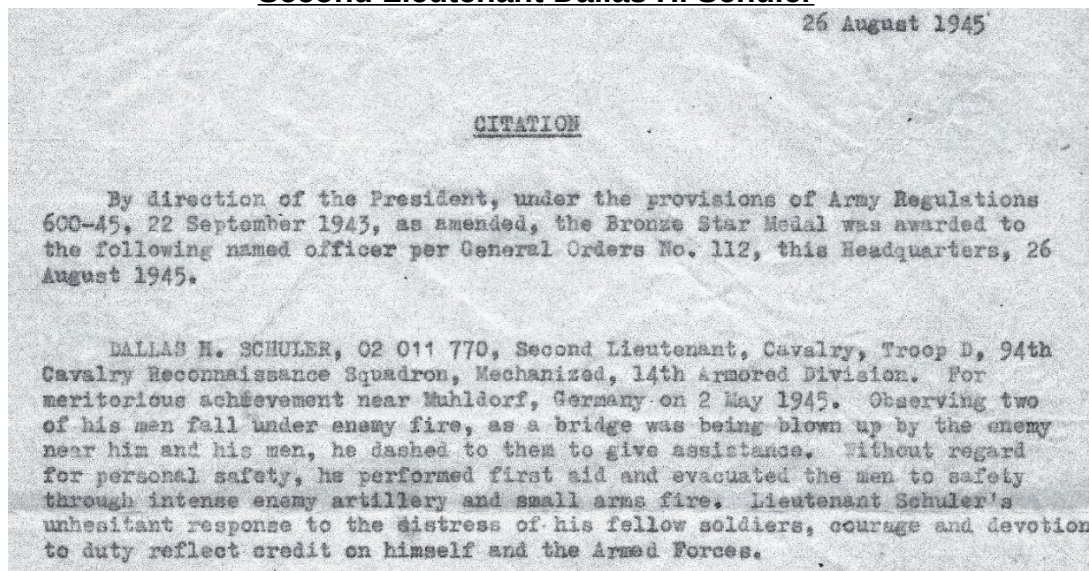 Second Lieutenant Dallas H. Schuler
26 August 1945
CITATION
By direction of the President, under the provisions of Army Regulations
600-45, 22 September 1943, as amended, the Bronze Star Medal was awarded to
the following named officer per General Orders No. 112, this Headquarters, 26
August 1945.
DALLAS H. SCHULER, O2 011 770, Second Lieutenant, Cavalry, Troop D, 94th
Cavalry Reconnaissance Squadron, Mechanized, 14th Armored Division. For
meritorious achievement near Muhldorf, Germany on 2 May 1945. Observing two
of his men fall under enemy fire, as a bridge was being blown up by the enemy
near him and his men, he dashed to them to give assistance. Without regard
for personal safety, he performed first aid and evacuated the men to safety
through intense enemy artillery and small arms fire. Lieutenant Schuler's
unhesitant response to the distress of his fellow soldiers, courage and devotion
to duty reflect credit on himself and the Armed Forces.